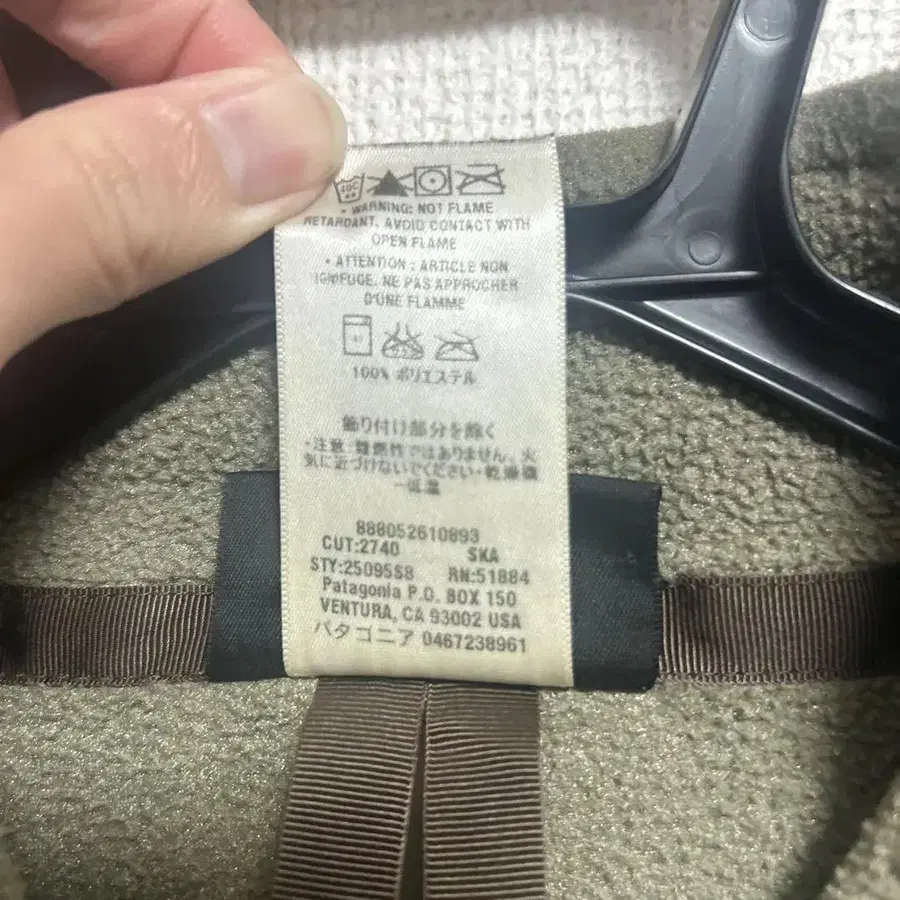 40C
• WARNING: NOT FLAME
RETARDANT. AVOID CONTACT WITH
OPEN FLAME
• ATTENTION : ARTICLE NON
IGNIFUGE. NE PAS APPROCHER
D'UNE FLAMME
40
100% ポリエステル
飾り付け部分を除く
・注意:難燃性ではありません。火
気に近づけないでください・乾燥機
一低温
888052610893
CUT:2740 SKA
STY:25095S8 RN:51884
Patagonia P.O. BOX 150
VENTURA, CA 93002 USA
パタゴニア 0467238961